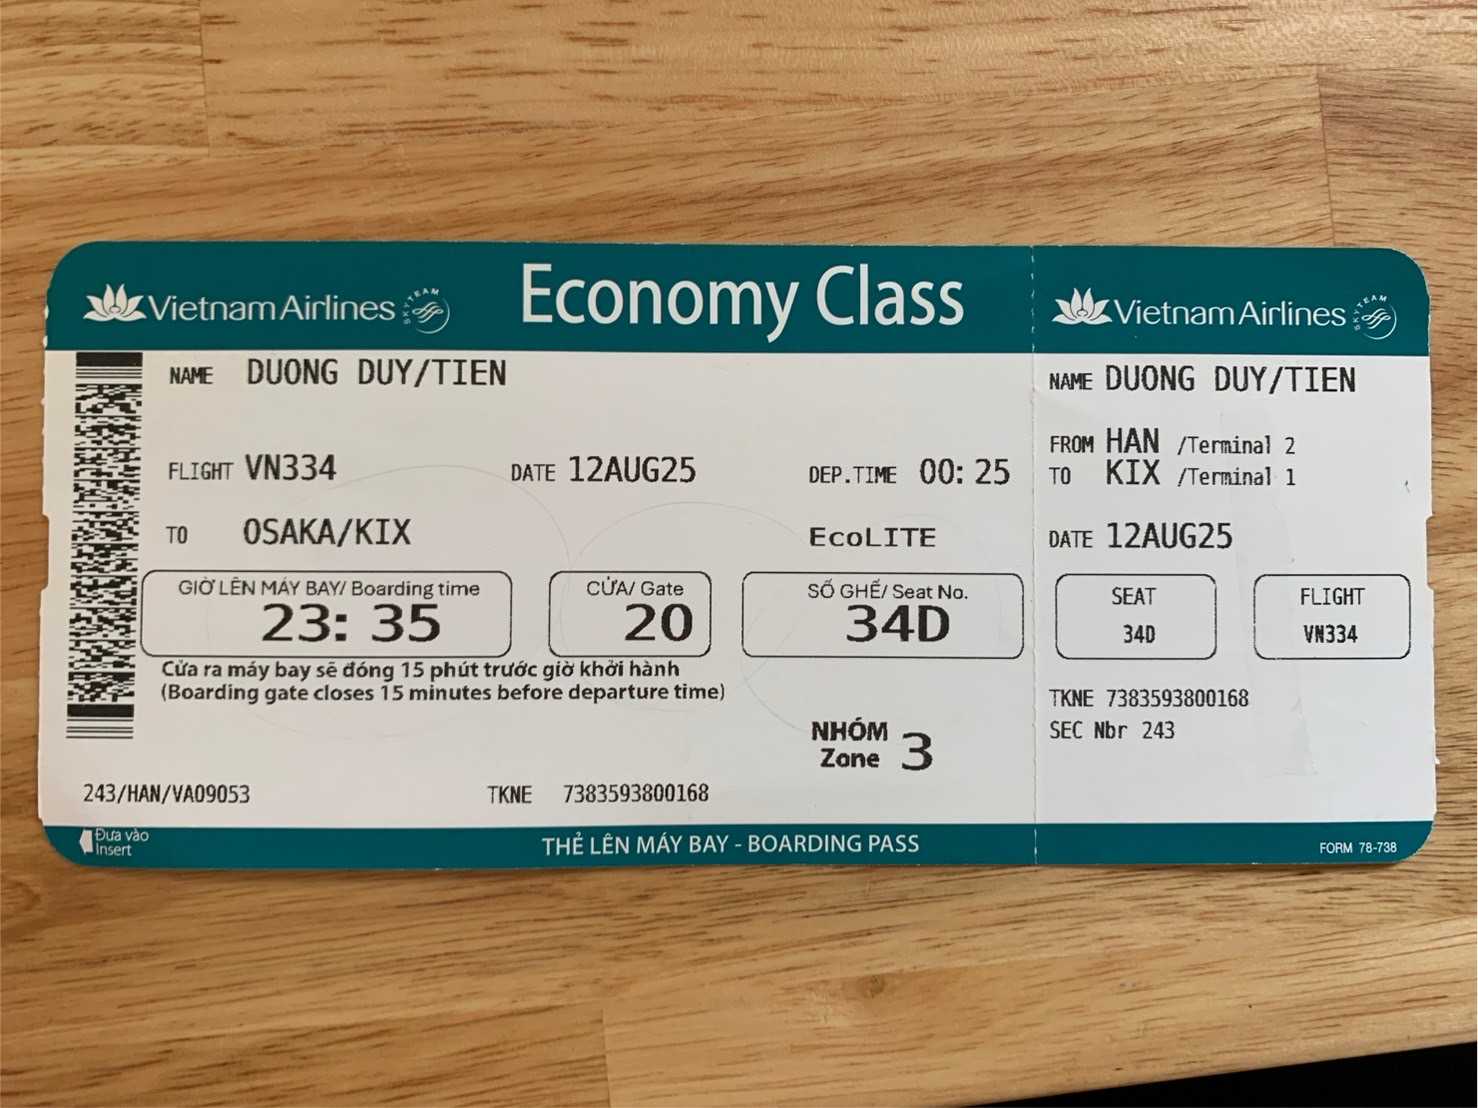 Vietnam Airlines SKYTEAM
Economy Class
NAME DUONG DUY/TIEN
FLIGHT VN334 DATE 12AUG25 DEP.TIME 00: 25
TO OSAKA/KIX EcoLITE
GIỜ LÊN MÁY BAY/ Boarding time
23: 35
CỬA/ Gate
20
SỐ GHẾ/ Seat No.
34D
Cửa ra máy bay sẽ đóng 15 phút trước giờ khởi hành
(Boarding gate closes 15 minutes before departure time)
NHÓM
Zone 3
243/HAN/VA09053 TKNE 7383593800168
Đưa vào
Insert
THẺ LÊN MÁY BAY - BOARDING PASS
Vietnam Airlines SKYTEAM
NAME DUONG DUY/TIEN
FROM HAN /Terminal 2
TO KIX /Terminal 1
DATE 12AUG25
SEAT
34D
FLIGHT
VN334
TKNE 7383593800168
SEC Nbr 243
FORM 78-738